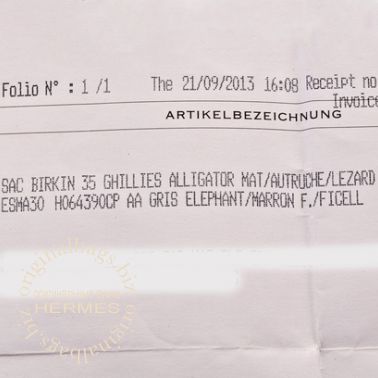 Folio N° : 1 /1 The 21/09/2013 16:08 Receipt no
Invoice
ARTIKELBEZEICHNUNG
SAC BIRKIN 35 GHILLIES ALLIGATOR MAT/AUTRUCHE/LEZARD
ESMA30 H064390CP AA GRIS ELEPHANT/MARRON F./FICELL
originalbags.biz
HERMES
originalbags.biz